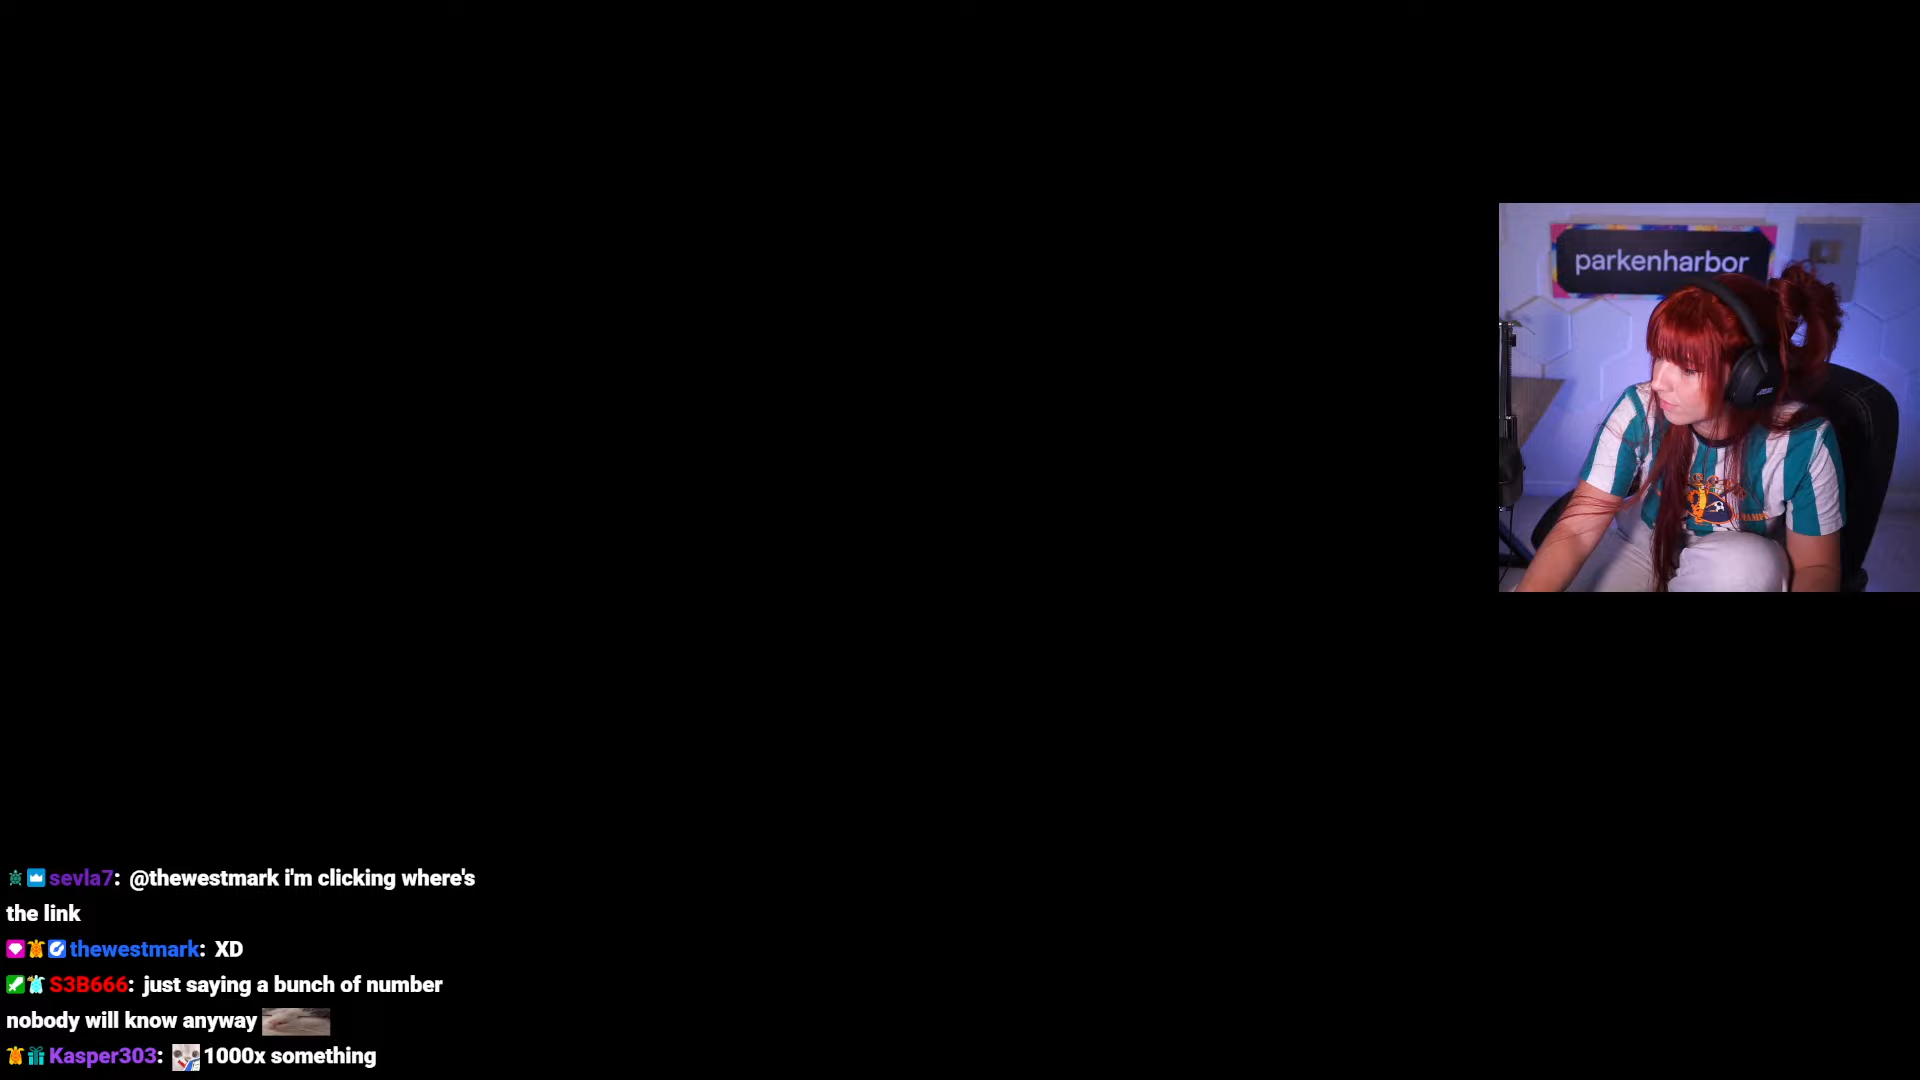 parkenharbor
sevla7: @thewestmark i'm clicking where's
the link
thewestmark: XD
S3B666: just saying a bunch of number
nobody will know anyway
Kasper303: 1000x something